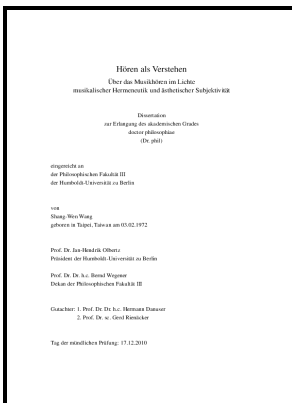 Hören als Verstehen
Über das Musikhören im Lichte
musikalischer Hermeneutik und ästhetischer Subjektivität
Dissertation
zur Erlangung des akademischen Grades
doctor philosophiae
(Dr. phil)
eingereicht an
der Philosophischen Fakultät III
der Humboldt-Universität zu Berlin
von
Shang-Wen Wang
geboren in Taipei, Taiwan am 03.02.1972
Prof. Dr. Jan-Hendrik Olbertz
Präsident der Humboldt-Universität zu Berlin
Prof. Dr. Dr. h.c. Bernd Wegener
Dekan der Philosophischen Fakultät III
Gutachter: 1. Prof. Dr. Dr. h.c. Hermann Danuser
2. Prof. Dr. sc. Gerd Rienäcker
Tag der mündlichen Prüfung: 17.12.2010